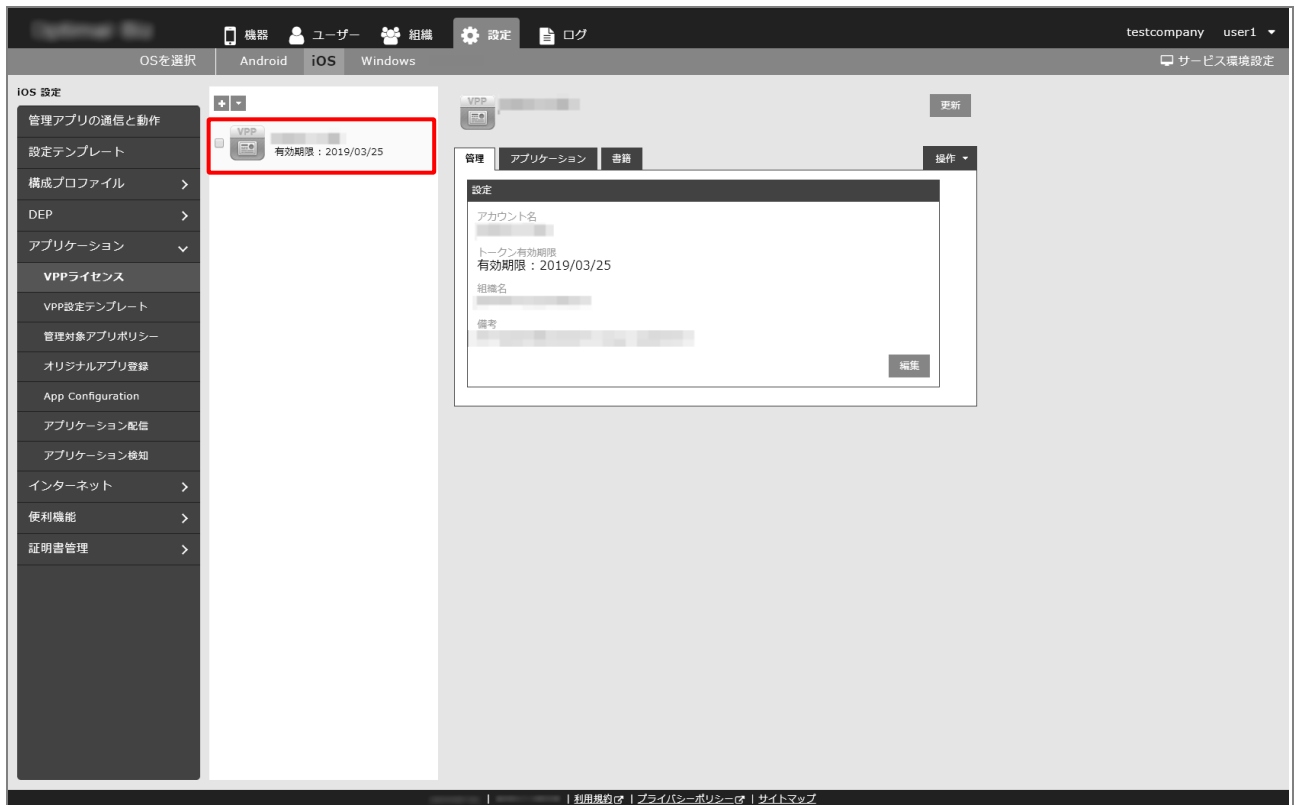 機器 ユーザー 組織 設定 ログ testcompany user1
OSを選択 Android iOS Windows サービス環境設定
iOS 設定
管理アプリの通信と動作
設定テンプレート
構成プロファイル
DEP
アプリケーション
VPPライセンス
VPP設定テンプレート
管理対象アプリポリシー
オリジナルアプリ登録
App Configuration
アプリケーション配信
アプリケーション検知
インターネット
便利機能
証明書管理
VPP
有効期限：2019/03/25
VPP
更新
管理 アプリケーション 書籍 操作
設定
アカウント名
トークン有効期限
有効期限：2019/03/25
組織名
備考
編集
| | 利用規約 | プライバシーポリシー | サイトマップ